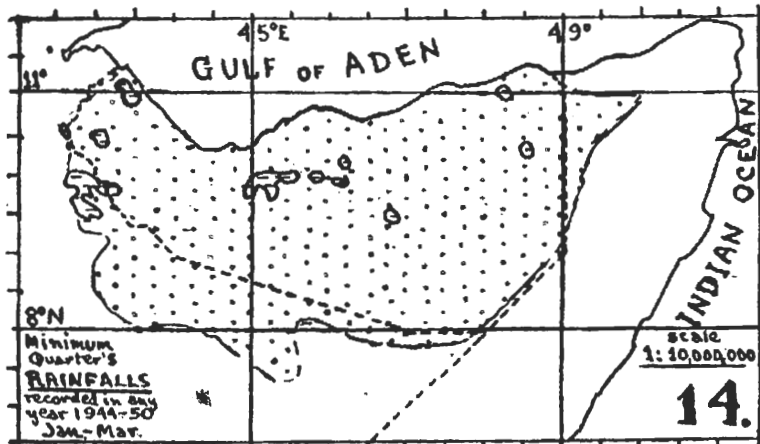 45°E
49°
GULF OF ADEN
11°
INDIAN OCEAN
8°N
Minimum
Quarter's
RAINFALLS
recorded in any
year 1944-50
Jan.-Mar.
scale
1:10,000,000
14.